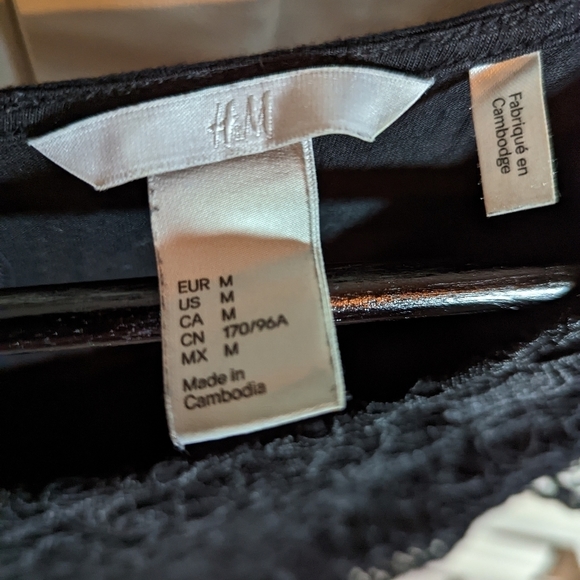 H&M
Fabriqué en
Cambodge
EUR M
US M
CA M
CN 170/96A
MX M
Made in
Cambodia